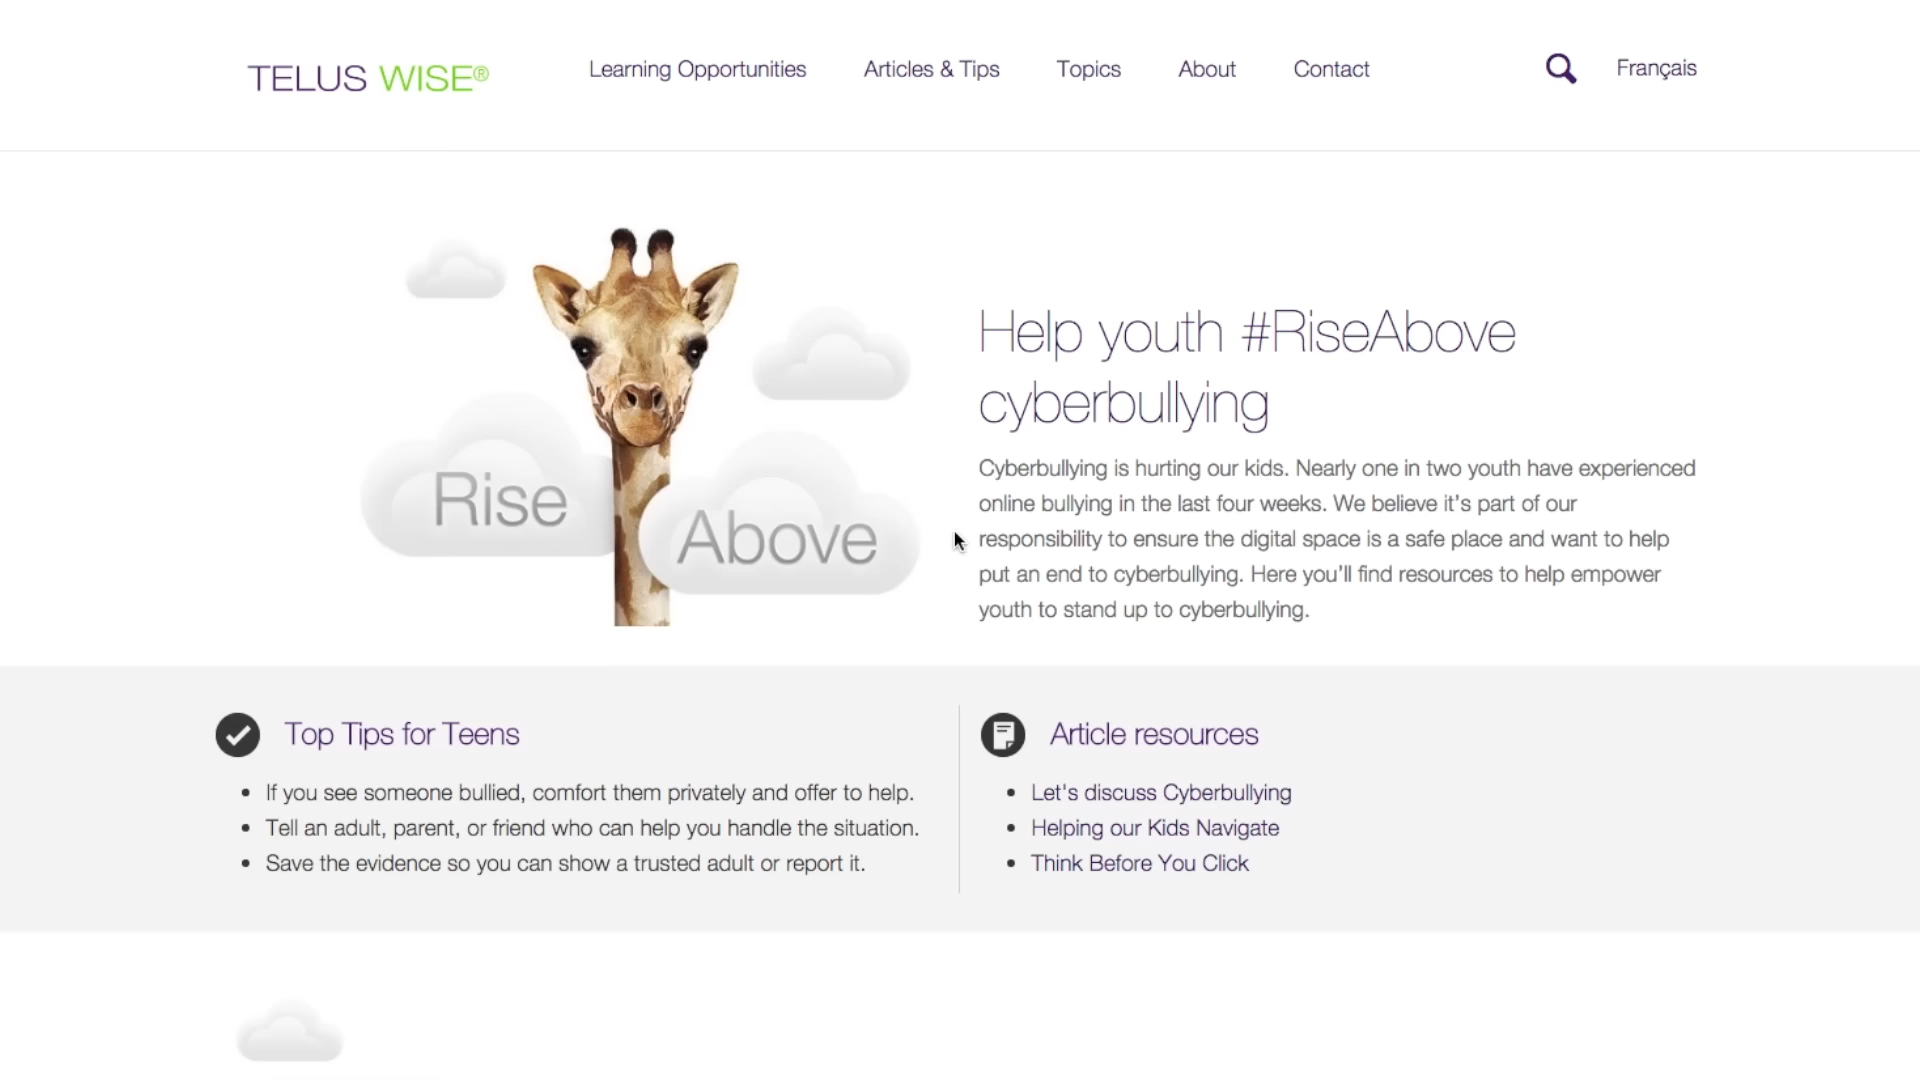 TELUS WISE®
Learning Opportunities
Articles & Tips
Topics
About
Contact
Français
Rise
Above
Help youth #RiseAbove
cyberbullying
Cyberbullying is hurting our kids. Nearly one in two youth have experienced
online bullying in the last four weeks. We believe it's part of our
responsibility to ensure the digital space is a safe place and want to help
put an end to cyberbullying. Here you'll find resources to help empower
youth to stand up to cyberbullying.
Top Tips for Teens
• If you see someone bullied, comfort them privately and offer to help.
• Tell an adult, parent, or friend who can help you handle the situation.
• Save the evidence so you can show a trusted adult or report it.
Article resources
• Let's discuss Cyberbullying
• Helping our Kids Navigate
• Think Before You Click